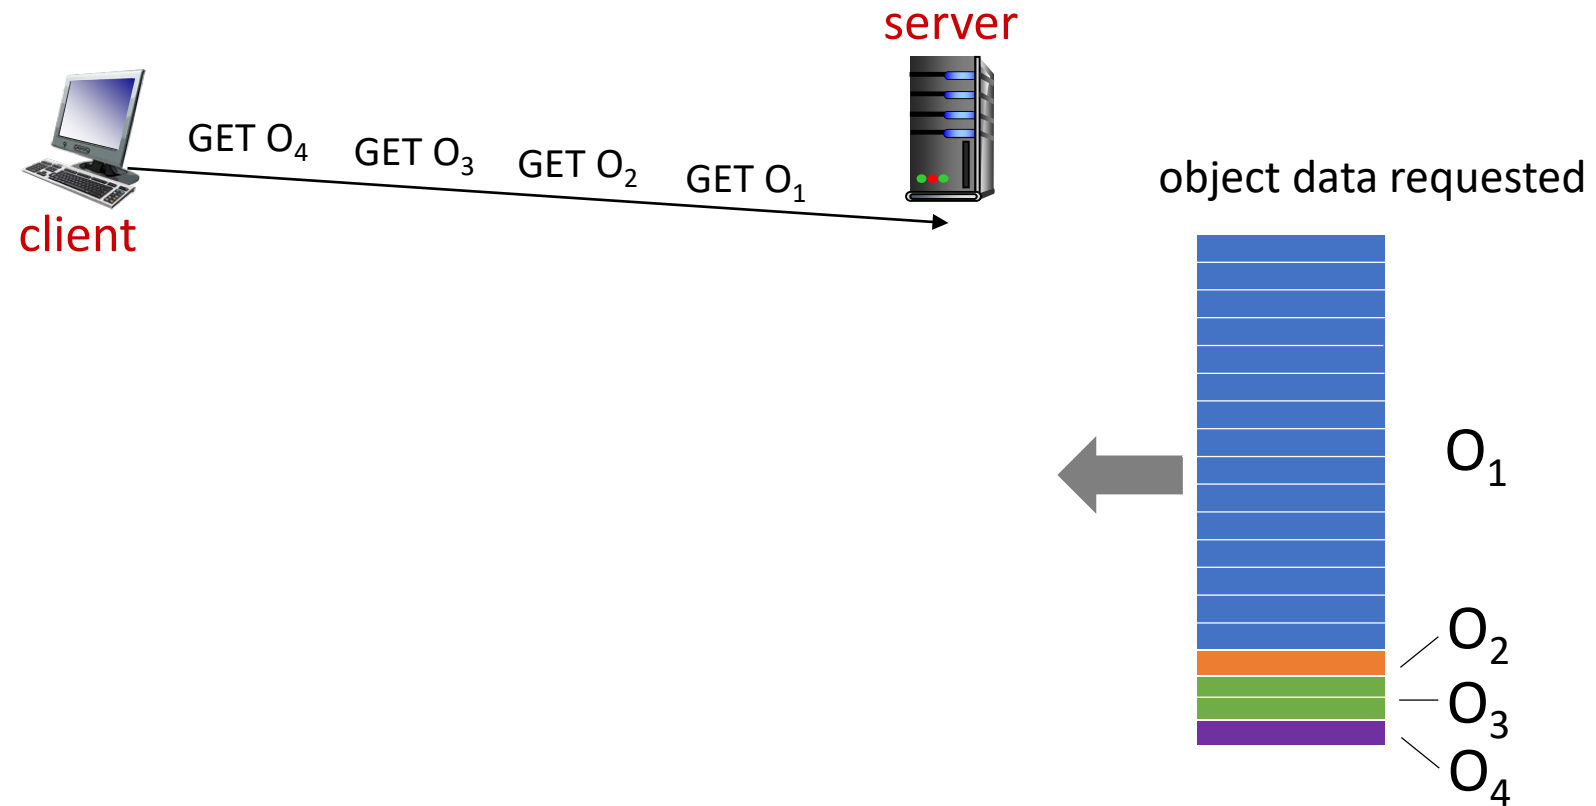 server
GET O₄ GET O₃ GET O₂ GET O₁
client
object data requested
O₁
O₂
O₃
O₄